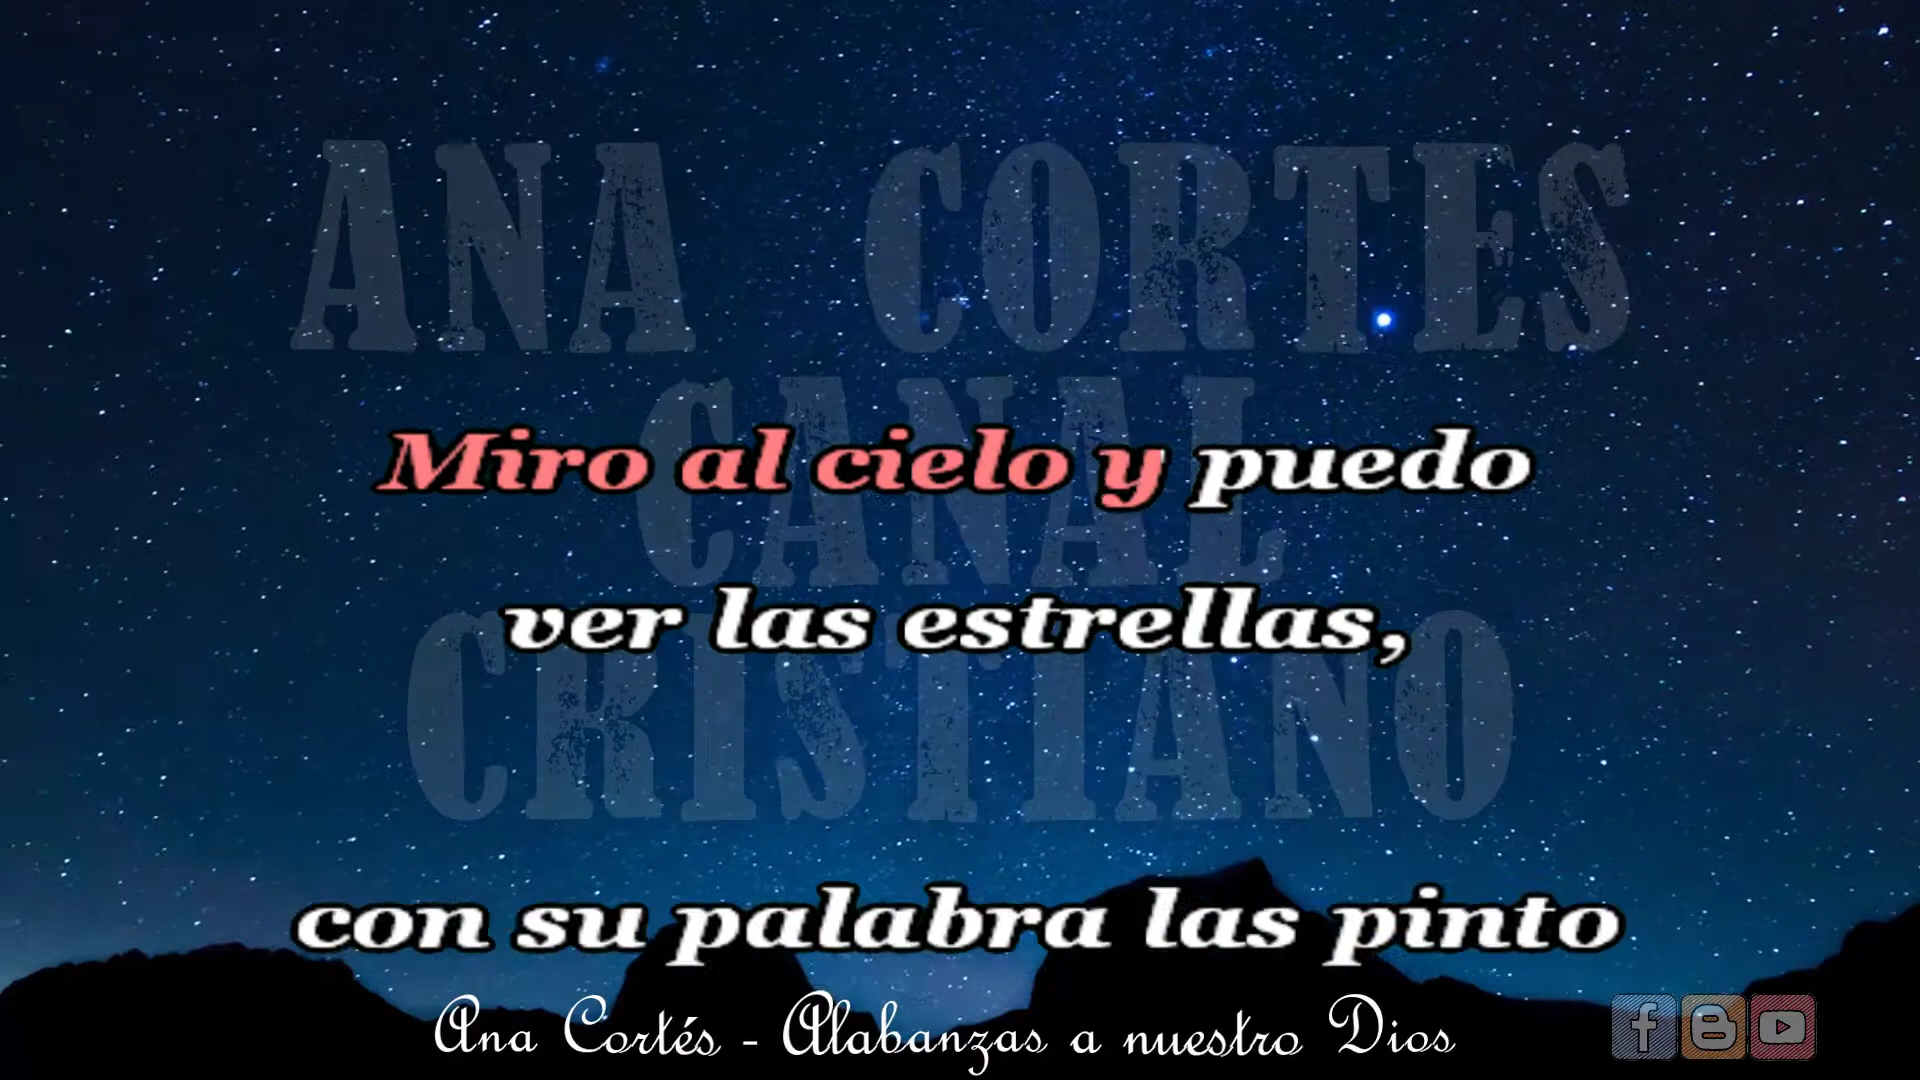 ANA CORTES
CANAL
Miro al cielo y puedo
ver las estrellas,
CRISTIANO
con su palabra las pinto
Ana Cortés - Alabanzas a nuestro Dios